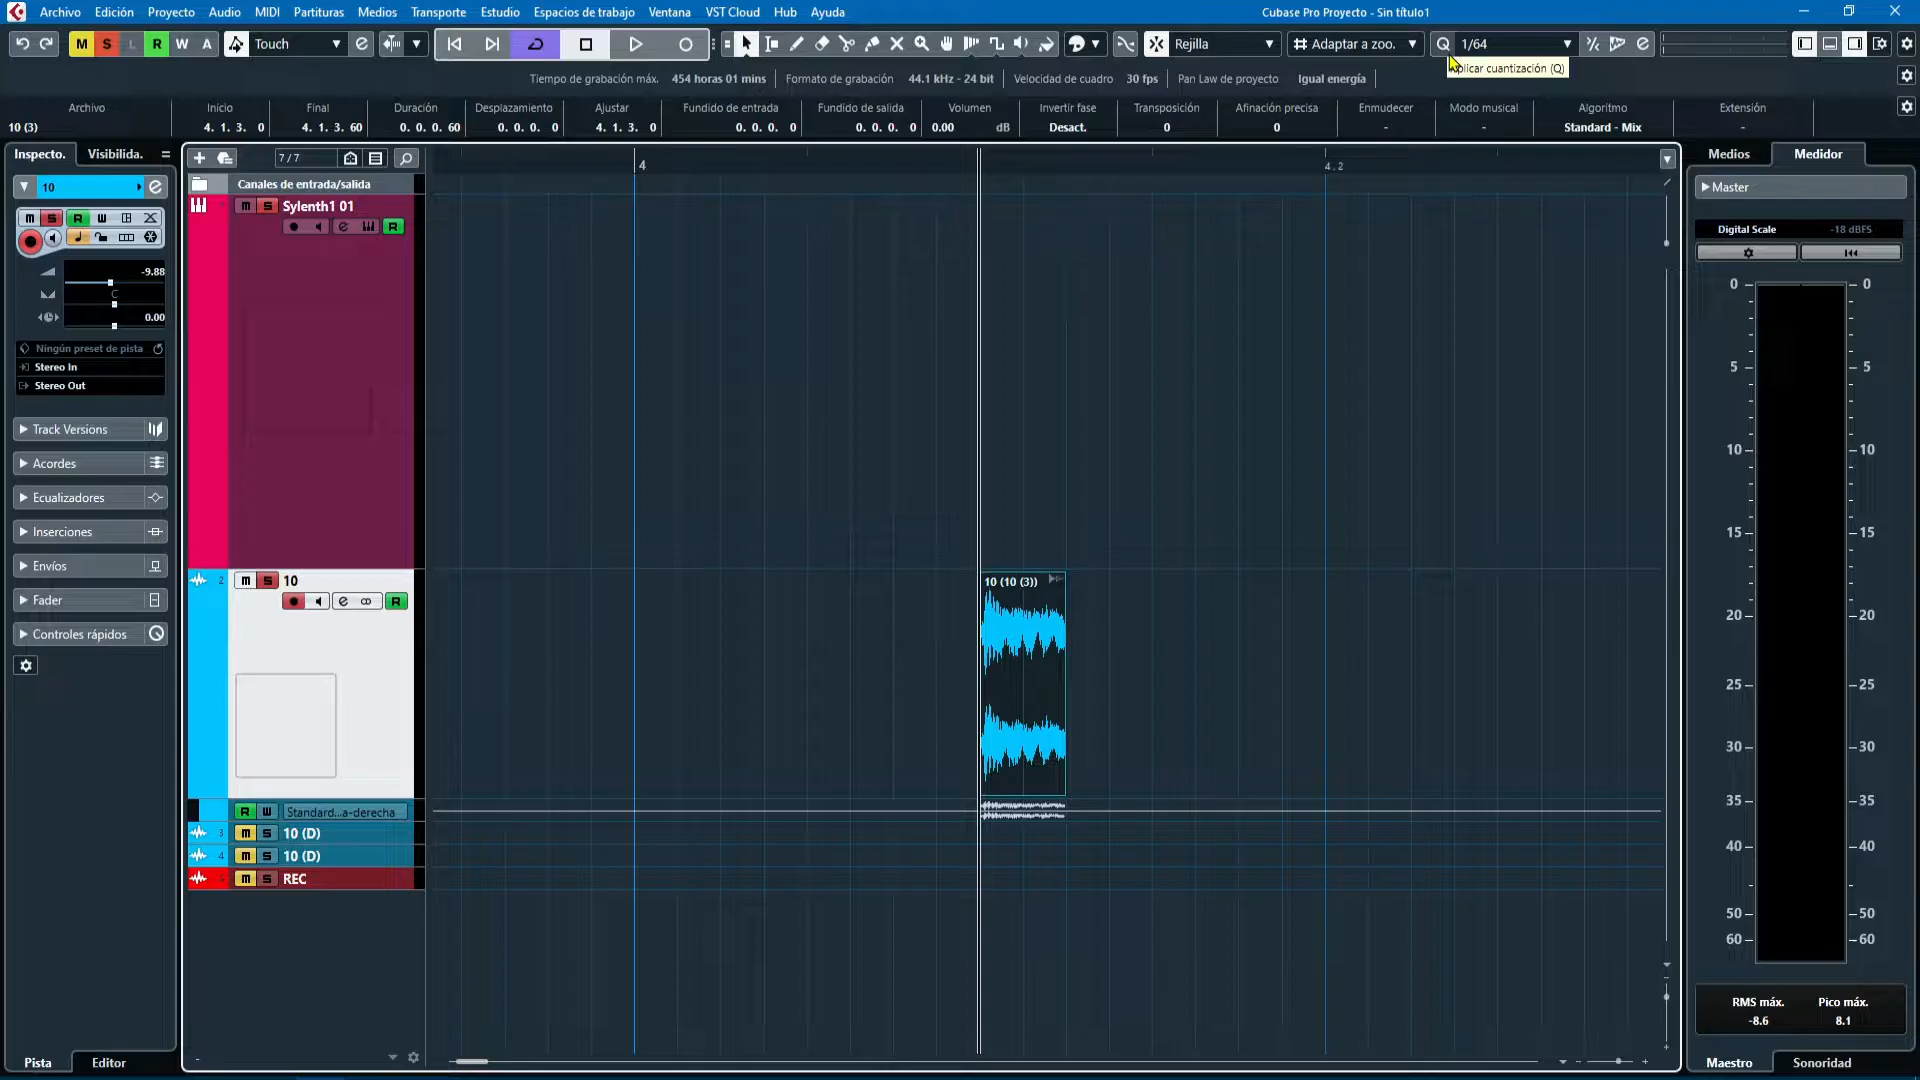 Archivo Edición Proyecto Audio MIDI Partituras Medios Transporte Estudio Espacios de trabajo Ventana VST Cloud Hub Ayuda Cubase Pro Proyecto - Sin título1
M S L R W A Touch Rejilla Adaptar a zoo. Q 1/64
Aplicar cuantización (Q)
Tiempo de grabación máx. 454 horas 01 mins Formato de grabación 44.1 kHz - 24 bit Velocidad de cuadro 30 fps Pan Law de proyecto Igual energía
Archivo Inicio Final Duración Desplazamiento Ajustar Fundido de entrada Fundido de salida Volumen Invertir fase Transposición Afinación precisa Enmudecer Modo musical Algoritmo Extensión
10 (3) 4. 1. 3. 0 4. 1. 3. 60 0. 0. 0. 60 0. 0. 0. 0 4. 1. 3. 0 0. 0. 0. 0 0. 0. 0. 0 0.00 dB Desact. 0 0 - - Standard - Mix -
Inspecto. Visibilida.
7 / 7
4
4.2
Medios Medidor
10
Canales de entrada/salida
Master
m S Sylenth1 01
R
m S R W
Digital Scale -18 dBFS
-9.88
C
0.00
Ningún preset de pista
Stereo In
Stereo Out
Track Versions
Acordes
Ecualizadores
Inserciones
Envíos
Fader
Controles rápidos
2 m S 10
R
10 (10 (3))
R W Standard...a-derecha
3 m S 10 (D)
4 m S 10 (D)
m S REC
0 0
5 5
10 10
15 15
20 20
25 25
30 30
35 35
40 40
50 50
60 60
RMS máx. Pico máx.
-8.6 8.1
Pista Editor
Maestro Sonoridad